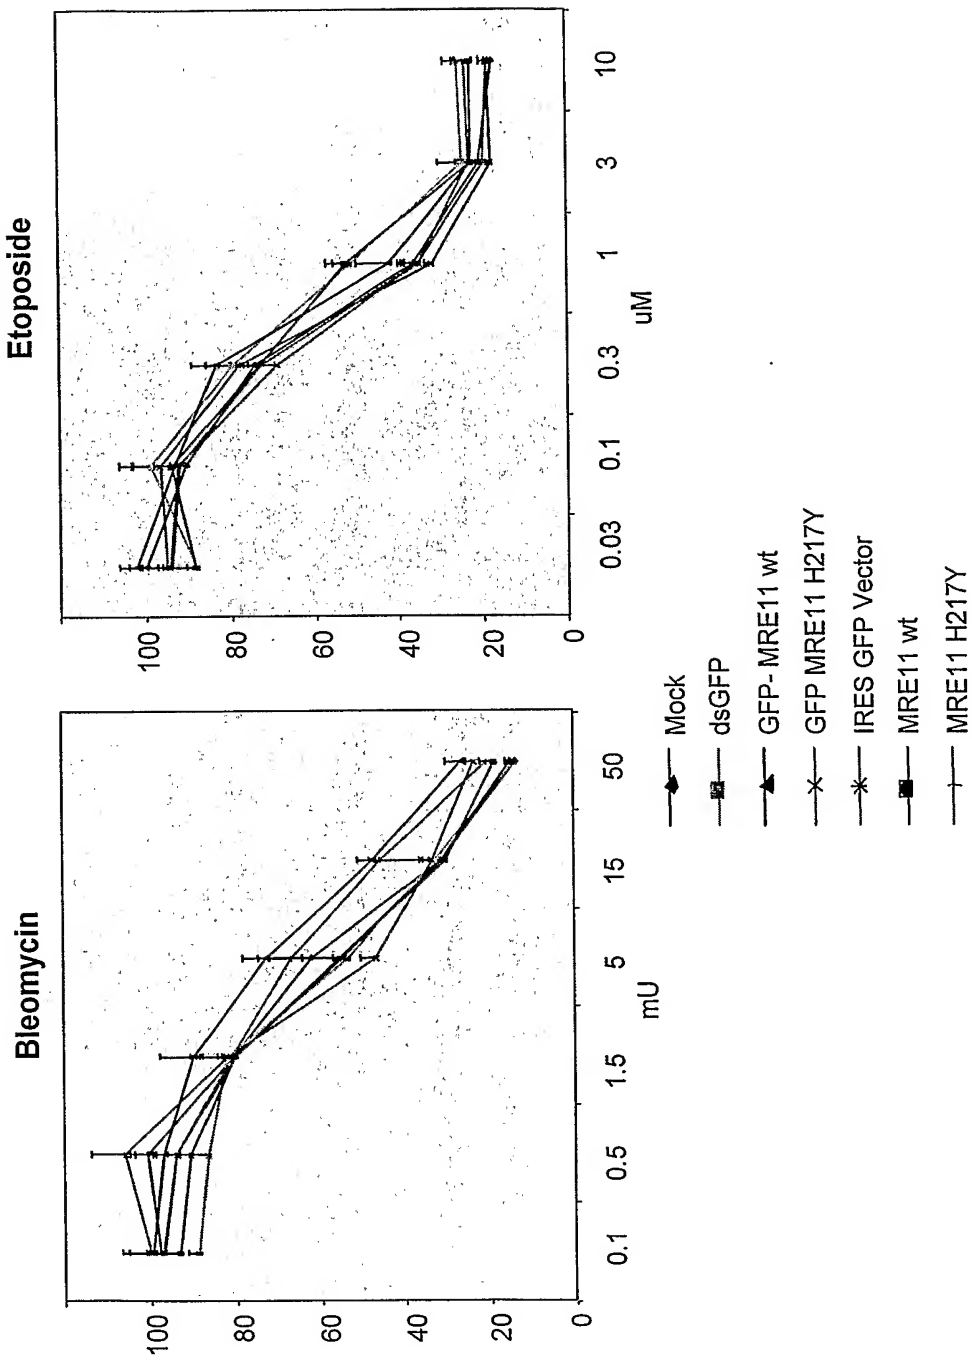 Bleomycin
100
80
60
40
20
0
0.1
0.5
1.5
5
15
50
mU
Etoposide
100
80
60
40
20
0
0.03
0.1
0.3
1
3
10
uM
Mock
dsGFP
GFP- MRE11 wt
GFP MRE11 H217Y
IRES GFP Vector
MRE11 wt
MRE11 H217Y